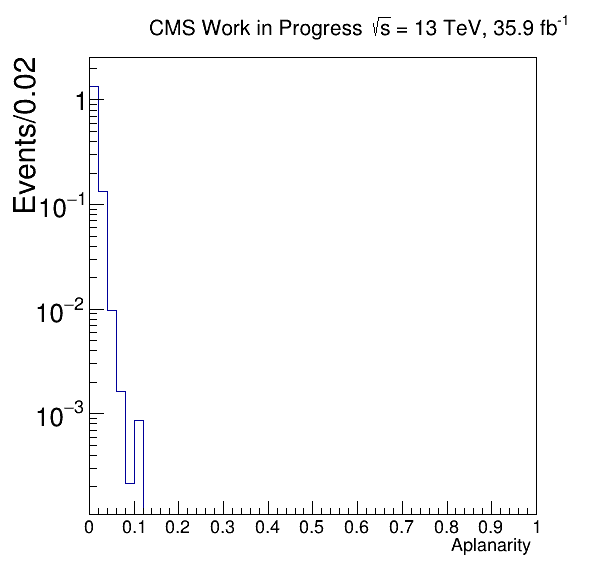 CMS Work in Progress √s = 13 TeV, 35.9 fb⁻¹
Events/0.02
1
10⁻¹
10⁻²
10⁻³
0 0.1 0.2 0.3 0.4 0.5 0.6 0.7 0.8 0.9 1
Aplanarity